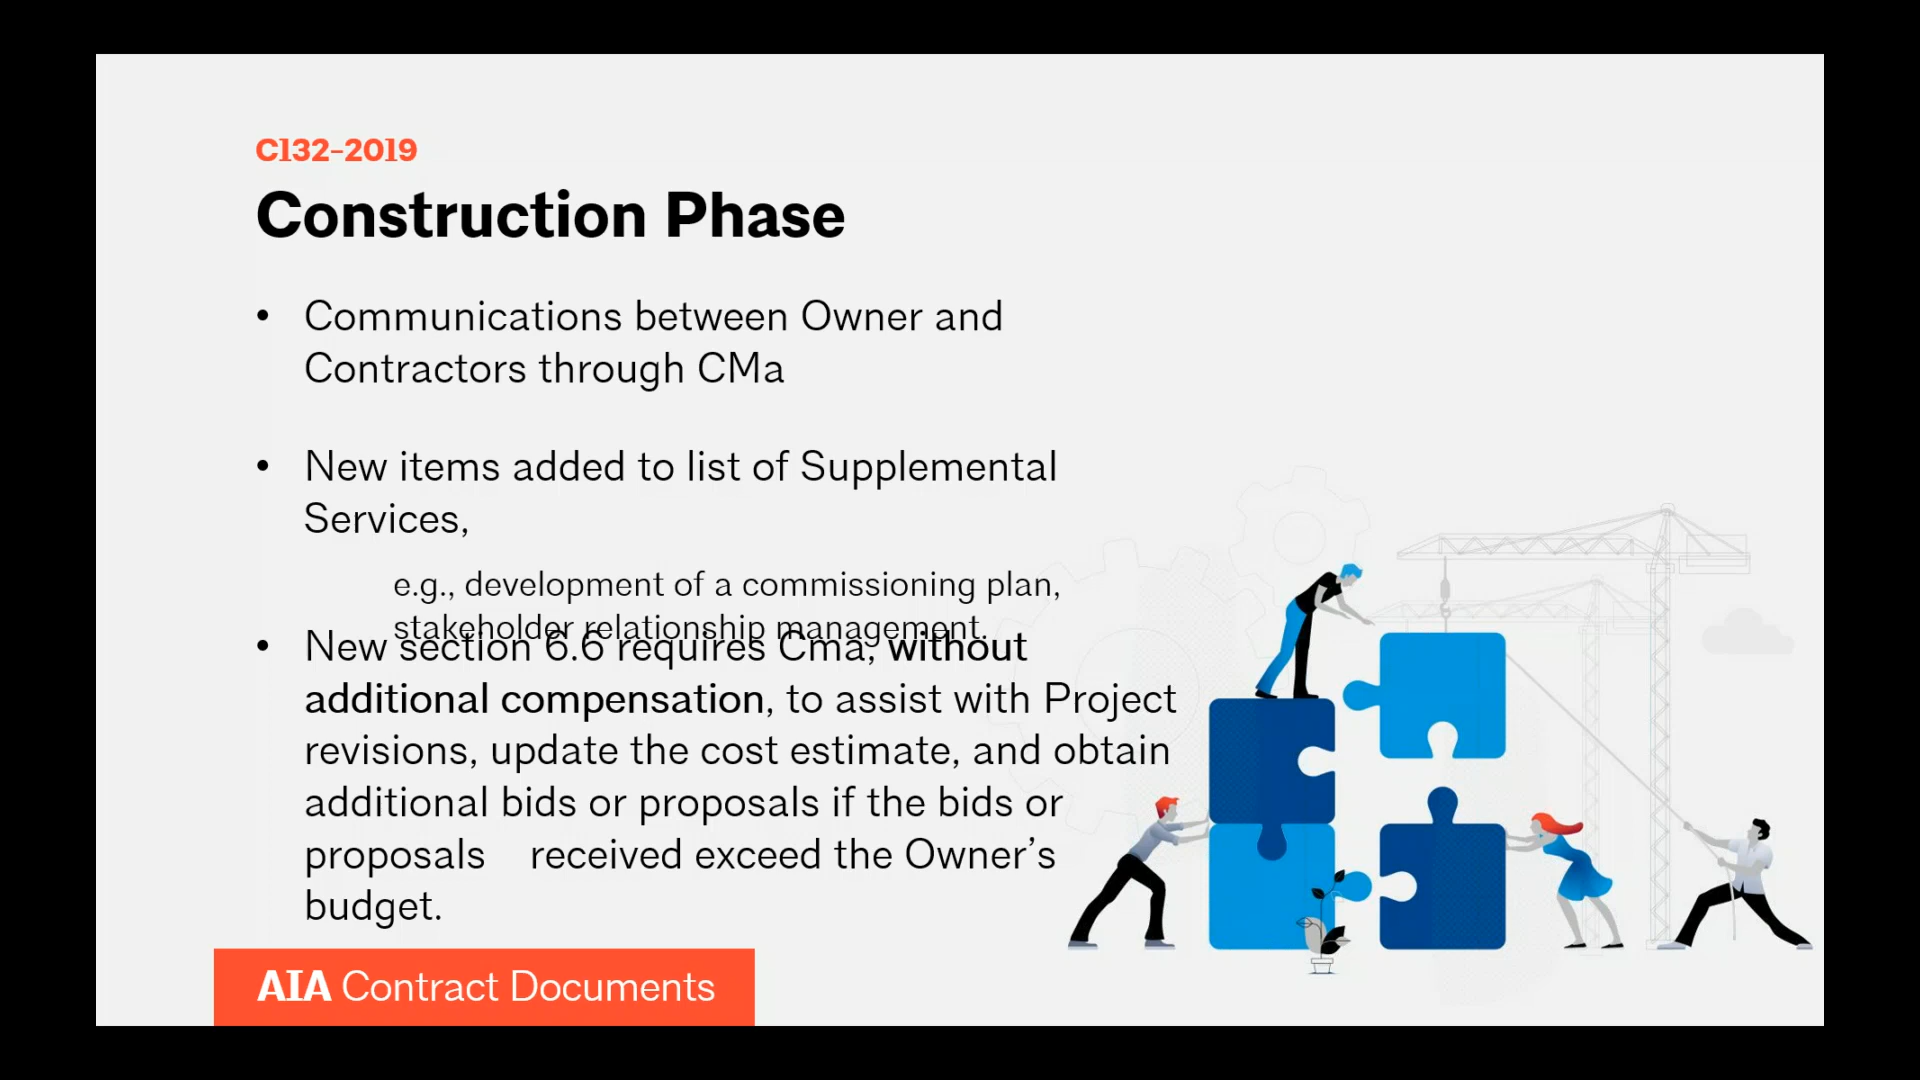 C132-2019
Construction Phase
• Communications between Owner and
Contractors through CMa
• New items added to list of Supplemental
Services,
e.g., development of a commissioning plan,
stakeholder relationship management.
• New section 6.6 requires Cma, without
additional compensation, to assist with Project
revisions, update the cost estimate, and obtain
additional bids or proposals if the bids or
proposals received exceed the Owner’s
budget.
AIA Contract Documents